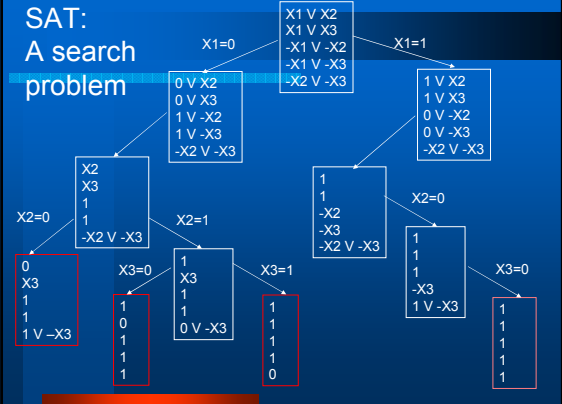 SAT:
A search
problem
X1 V X2
X1 V X3
-X1 V -X2
-X1 V -X3
-X2 V -X3
X1=0
X1=1
0 V X2
0 V X3
1 V -X2
1 V -X3
-X2 V -X3
1 V X2
1 V X3
0 V -X2
0 V -X3
-X2 V -X3
X2
X3
1
1
-X2 V -X3
1
1
-X2
-X3
-X2 V -X3
X2=0
X2=1
X2=0
0
X3
1
1
1 V –X3
1
X3
1
1
0 V -X3
1
1
1
-X3
1 V -X3
X3=0
X3=1
X3=0
1
0
1
1
1
1
1
1
1
0
1
1
1
1
1